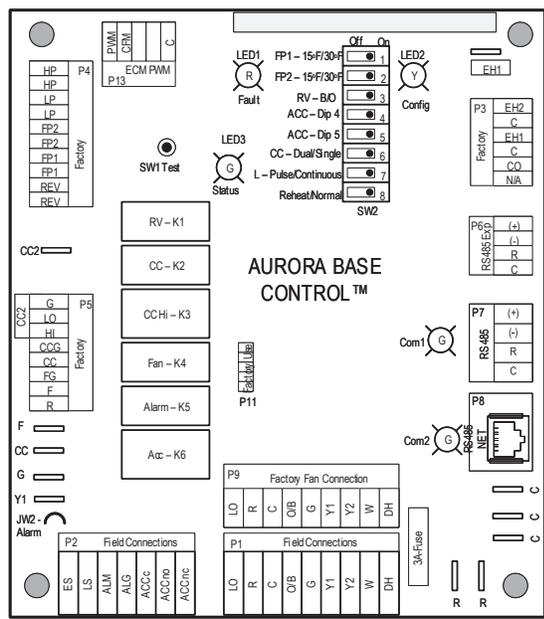 PWM
CFM
C
ECM PWM
P13
P4
HP
HP
LP
LP
FP2
FP2
FP1
FP1
REV
REV
Factory
LED1
R
Fault
SW1 Test
LED3
G
Status
Off On
FP1 – 15°F/30°F 1
FP2 – 15°F/30°F 2
RV – B/O 3
ACC – Dip 4 4
ACC – Dip 5 5
CC – Dual/Single 6
L – Pulse/Continuous 7
Reheat/Normal 8
SW2
LED2
Y
Config
EH1
P3
Factory
EH2
C
EH1
C
CO
N/A
P6
RS485 Exp
(+)
(-)
R
C
P7
RS485
(+)
(-)
R
C
Com1
G
P8
RS485
NET
Com2
G
AURORA BASE
CONTROL™
RV – K1
CC – K2
CC Hi – K3
Fan – K4
Alarm – K5
Acc – K6
Factory Use
P11
CC2
CC2
P5
G
LO
HI
CCG
CC
FG
F
R
Factory
F
CC
G
Y1
JW2 -
Alarm
P2 Field Connections
ES
LS
ALM
ALG
ACCc
ACCno
ACCnc
P9 Factory Fan Connection
LO
R
C
O/B
G
Y1
Y2
W
DH
P1 Field Connections
LO
R
C
O/B
G
Y1
Y2
W
DH
3A-Fuse
C
C
C
R
R